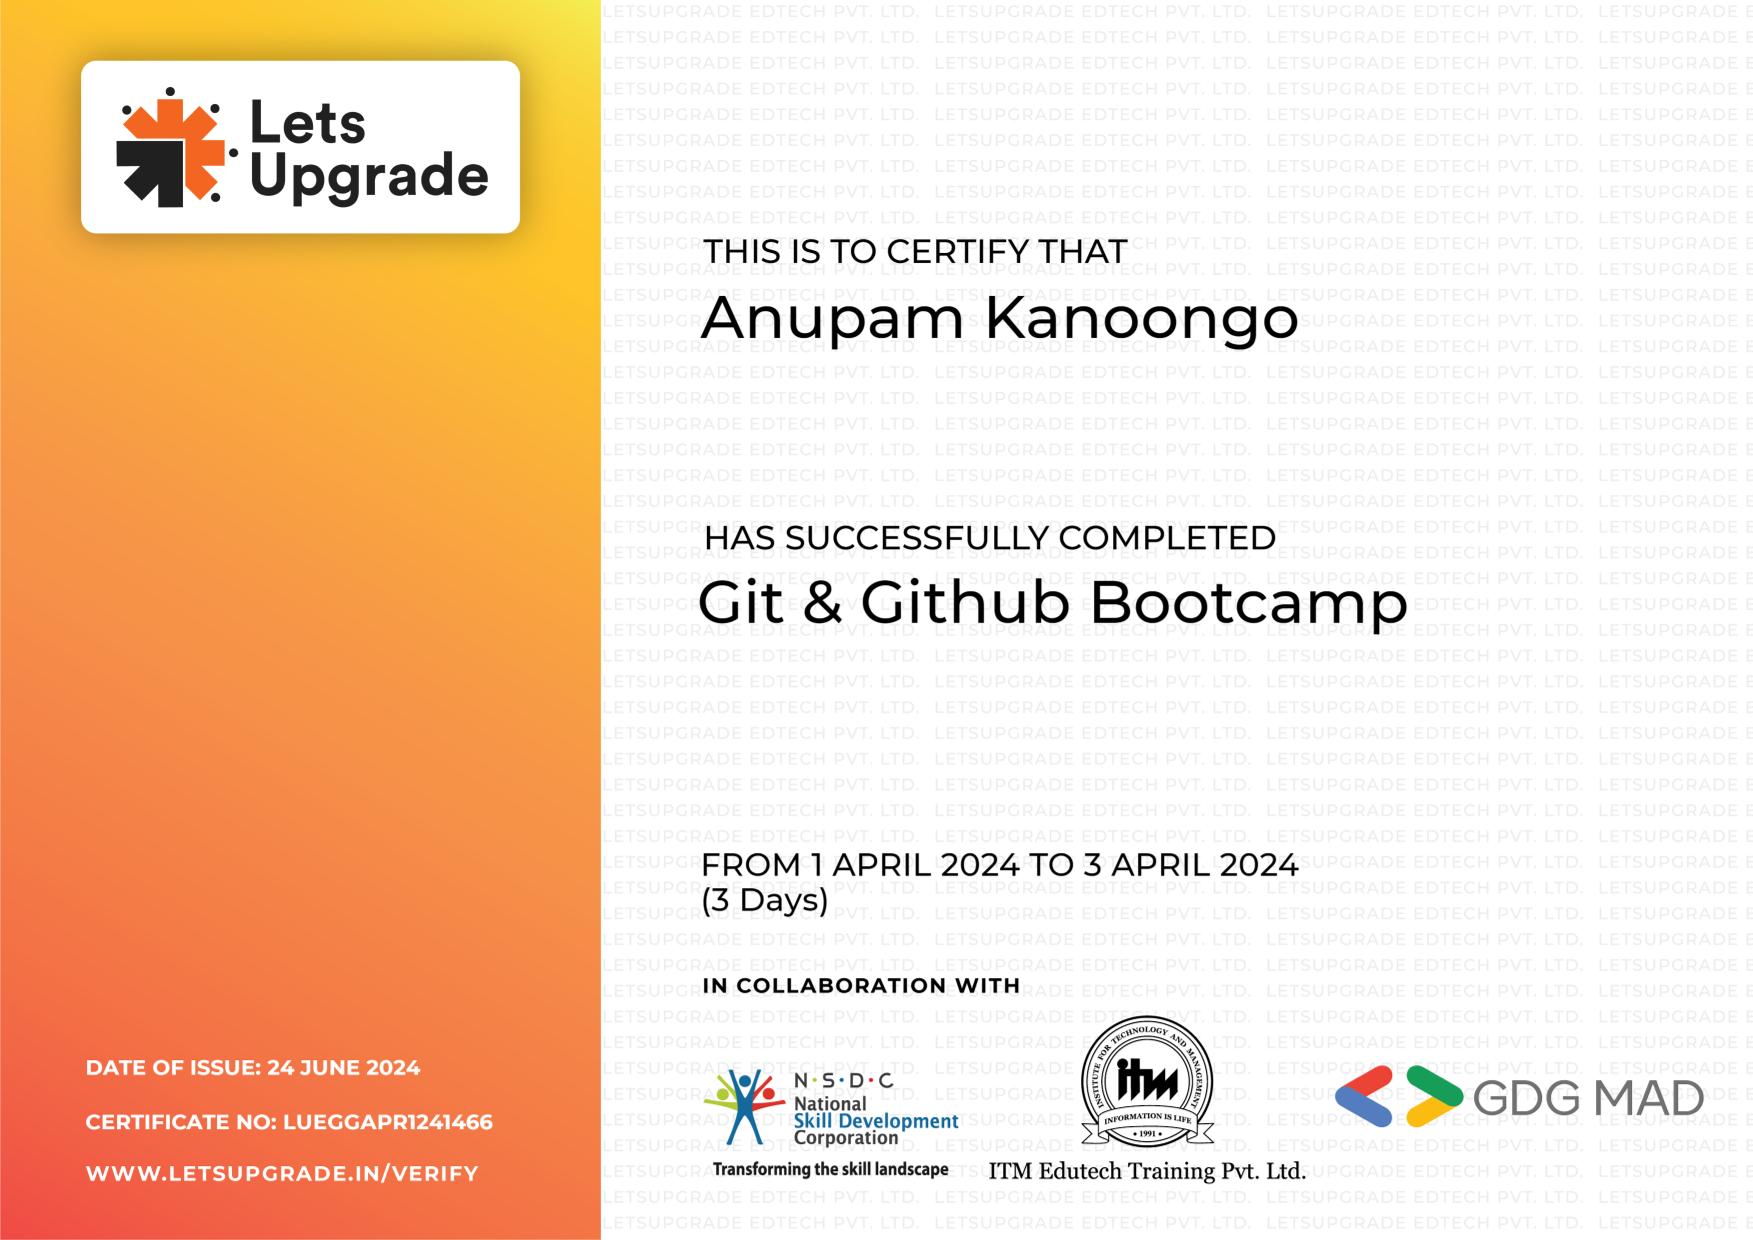 Lets
Upgrade
THIS IS TO CERTIFY THAT
Anupam Kanoongo
HAS SUCCESSFULLY COMPLETED
Git & Github Bootcamp
FROM 1 APRIL 2024 TO 3 APRIL 2024
(3 Days)
IN COLLABORATION WITH
N·S·D·C
National
Skill Development
Corporation
Transforming the skill landscape
INSTITUTE FOR TECHNOLOGY AND MANAGEMENT
itm
INFORMATION IS LIFE
• 1991 •
ITM Edutech Training Pvt. Ltd.
GDG MAD
DATE OF ISSUE: 24 JUNE 2024
CERTIFICATE NO: LUEGGAPR1241466
WWW.LETSUPGRADE.IN/VERIFY
LETSUPGRADE EDTECH PVT. LTD.